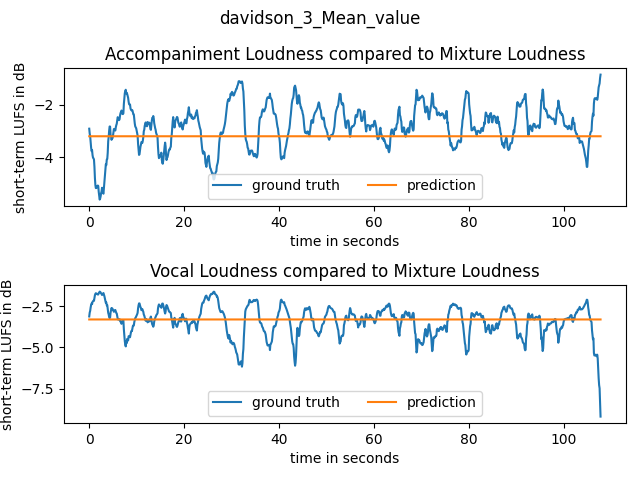 davidson_3_Mean_value
Accompaniment Loudness compared to Mixture Loudness
short-term LUFS in dB
−2
−4
ground truth
prediction
0
20
40
60
80
100
time in seconds
Vocal Loudness compared to Mixture Loudness
short-term LUFS in dB
−2.5
−5.0
−7.5
ground truth
prediction
0
20
40
60
80
100
time in seconds